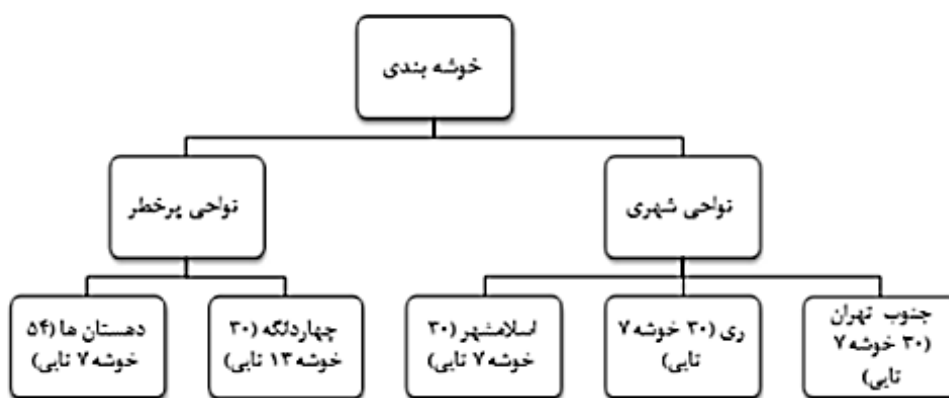 خوشه بندی
نواحی شهری
نواحی پرخطر
جنوب تهران
(۳۰ خوشه ۷
تایی)
ری (۳۰ خوشه ۷
تایی)
اسلامشهر (۳۰
خوشه ۷ تایی)
چهاردانگه (۳۰
خوشه ۱۳ تایی)
دهستان ها (۵۴
خوشه ۷ تایی)